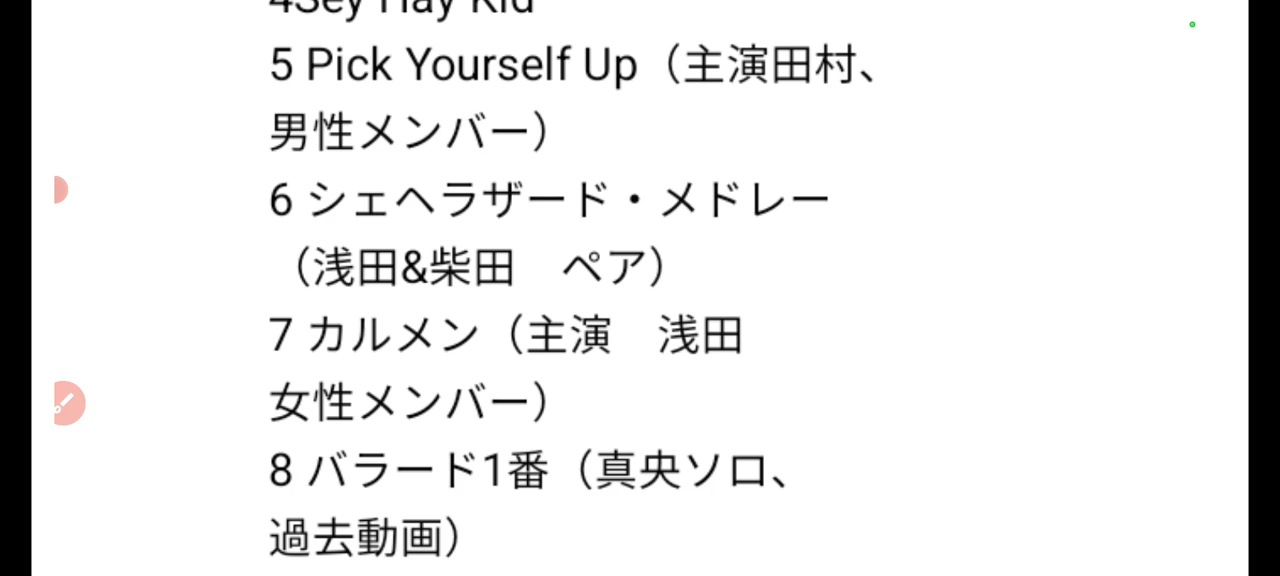 4Sey Hay Kid
5 Pick Yourself Up（主演田村、
男性メンバー）
6 シェヘラザード・メドレー
（浅田&柴田　ペア）
7 カルメン（主演　浅田
女性メンバー）
8 バラード1番（真央ソロ、
過去動画）